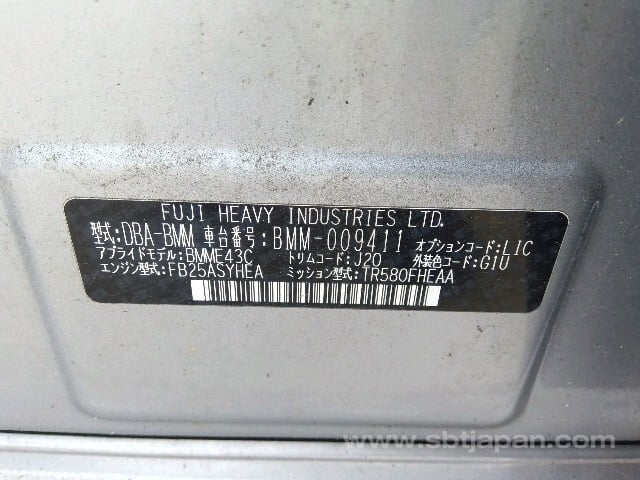 FUJI HEAVY INDUSTRIES LTD.
型式:DBA-BMM 車台番号:BMM-009411 オプションコード:LIC
アプライドモデル:BMME43C トリムコード:J20 外装色コード:G1U
エンジン型式:FB25ASYHEA ミッション型式:TR580FHEAA
www.sbtjapan.com